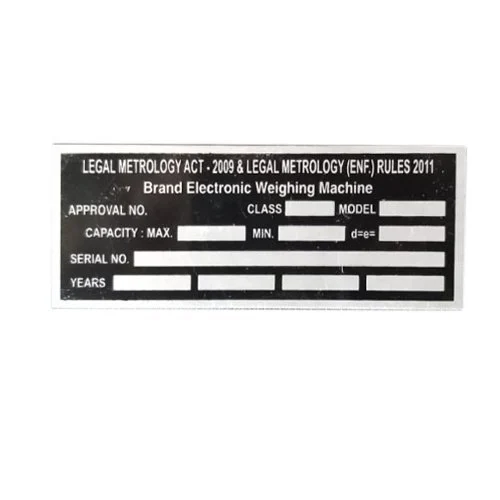 LEGAL METROLOGY ACT - 2009 & LEGAL METROLOGY (ENF.) RULES 2011
Brand Electronic Weighing Machine
APPROVAL NO. CLASS MODEL
CAPACITY : MAX. MIN. d=e=
SERIAL NO.
YEARS